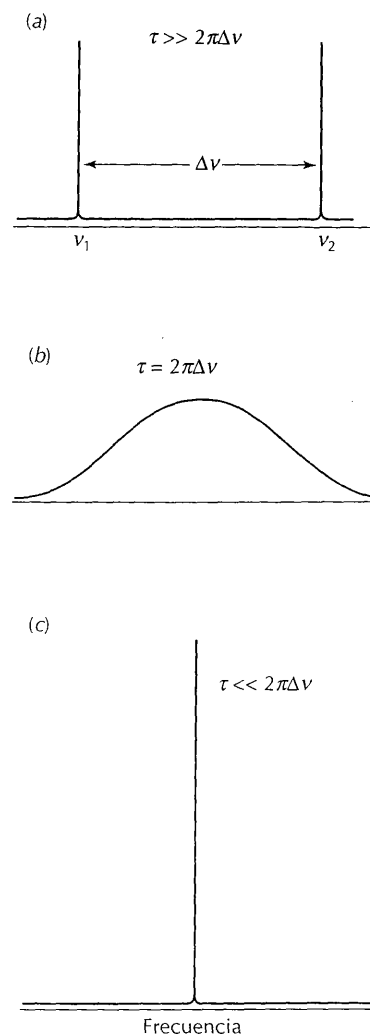 (a)
τ >> 2πΔν
Δν
ν₁ ν₂
(b)
τ = 2πΔν
(c)
τ << 2πΔν
Frecuencia